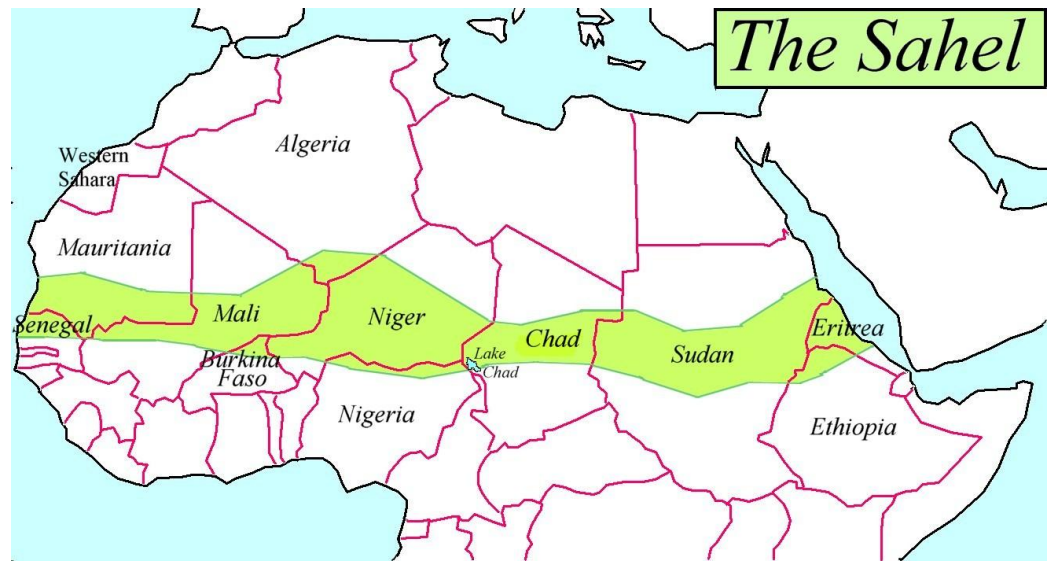 The Sahel
Algeria
Western
Sahara
Mauritania
Senegal
Mali
Niger
Chad
Sudan
Eritrea
Lake
Chad
Burkina
Faso
Nigeria
Ethiopia